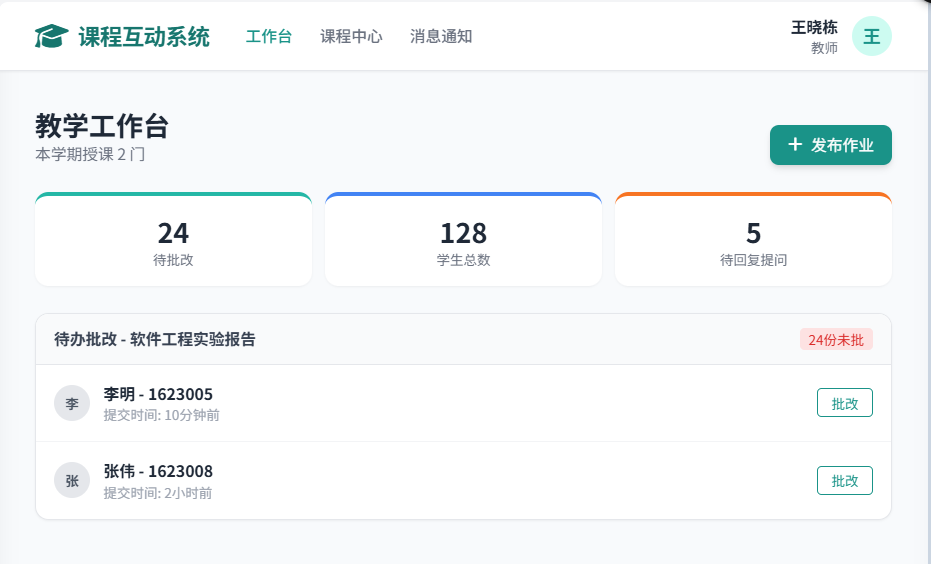 课程互动系统 工作台 课程中心 消息通知 王晓栋 王
教师
教学工作台
本学期授课 2 门
+ 发布作业
24 128 5
待批改 学生总数 待回复提问
待办批改 - 软件工程实验报告 24份未批
李 李明 - 1623005 批改
提交时间: 10分钟前
张 张伟 - 1623008 批改
提交时间: 2小时前